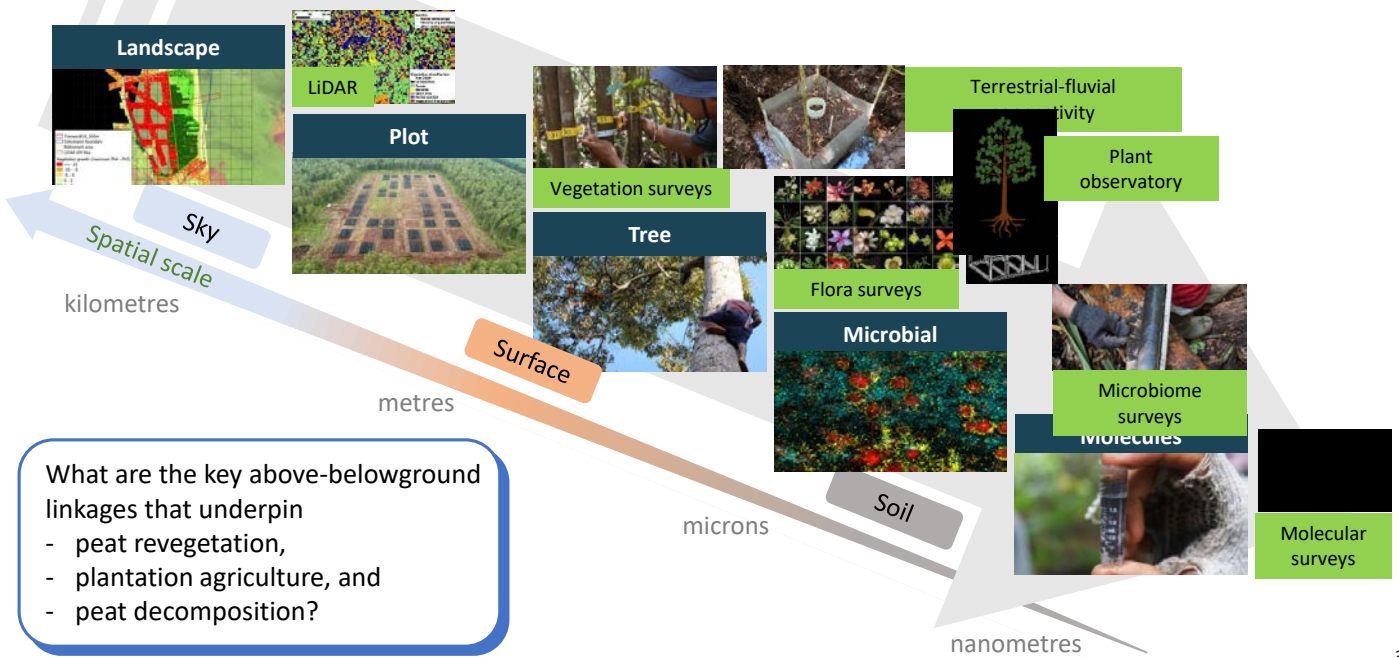 Landscape
LiDAR
Plot
Vegetation surveys
Terrestrial-fluvial
tivity
Plant
observatory
Sky
Spatial scale
kilometres
Tree
Flora surveys
Surface
metres
Microbial
Microbiome
surveys
Molecules
Soil
microns
Molecular
surveys
nanometres
What are the key above-belowground
linkages that underpin
- peat revegetation,
- plantation agriculture, and
- peat decomposition?